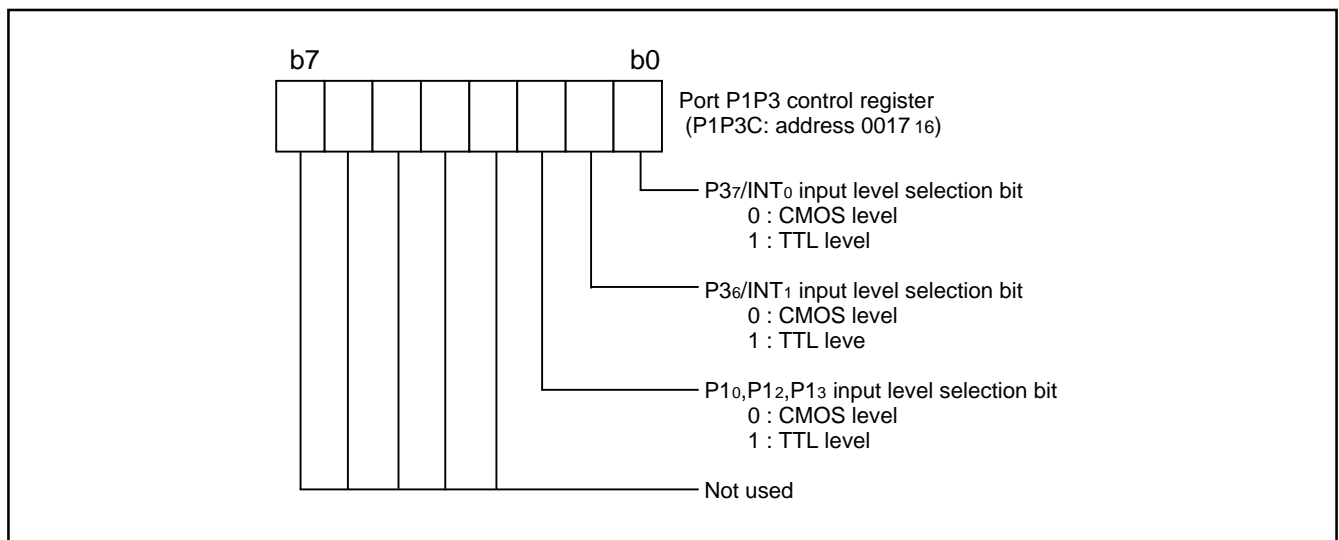 b7 b0
Port P1P3 control register
(P1P3C: address 0017 16)
P37/INT0 input level selection bit
0 : CMOS level
1 : TTL level
P36/INT1 input level selection bit
0 : CMOS level
1 : TTL leve
P10,P12,P13 input level selection bit
0 : CMOS level
1 : TTL level
Not used